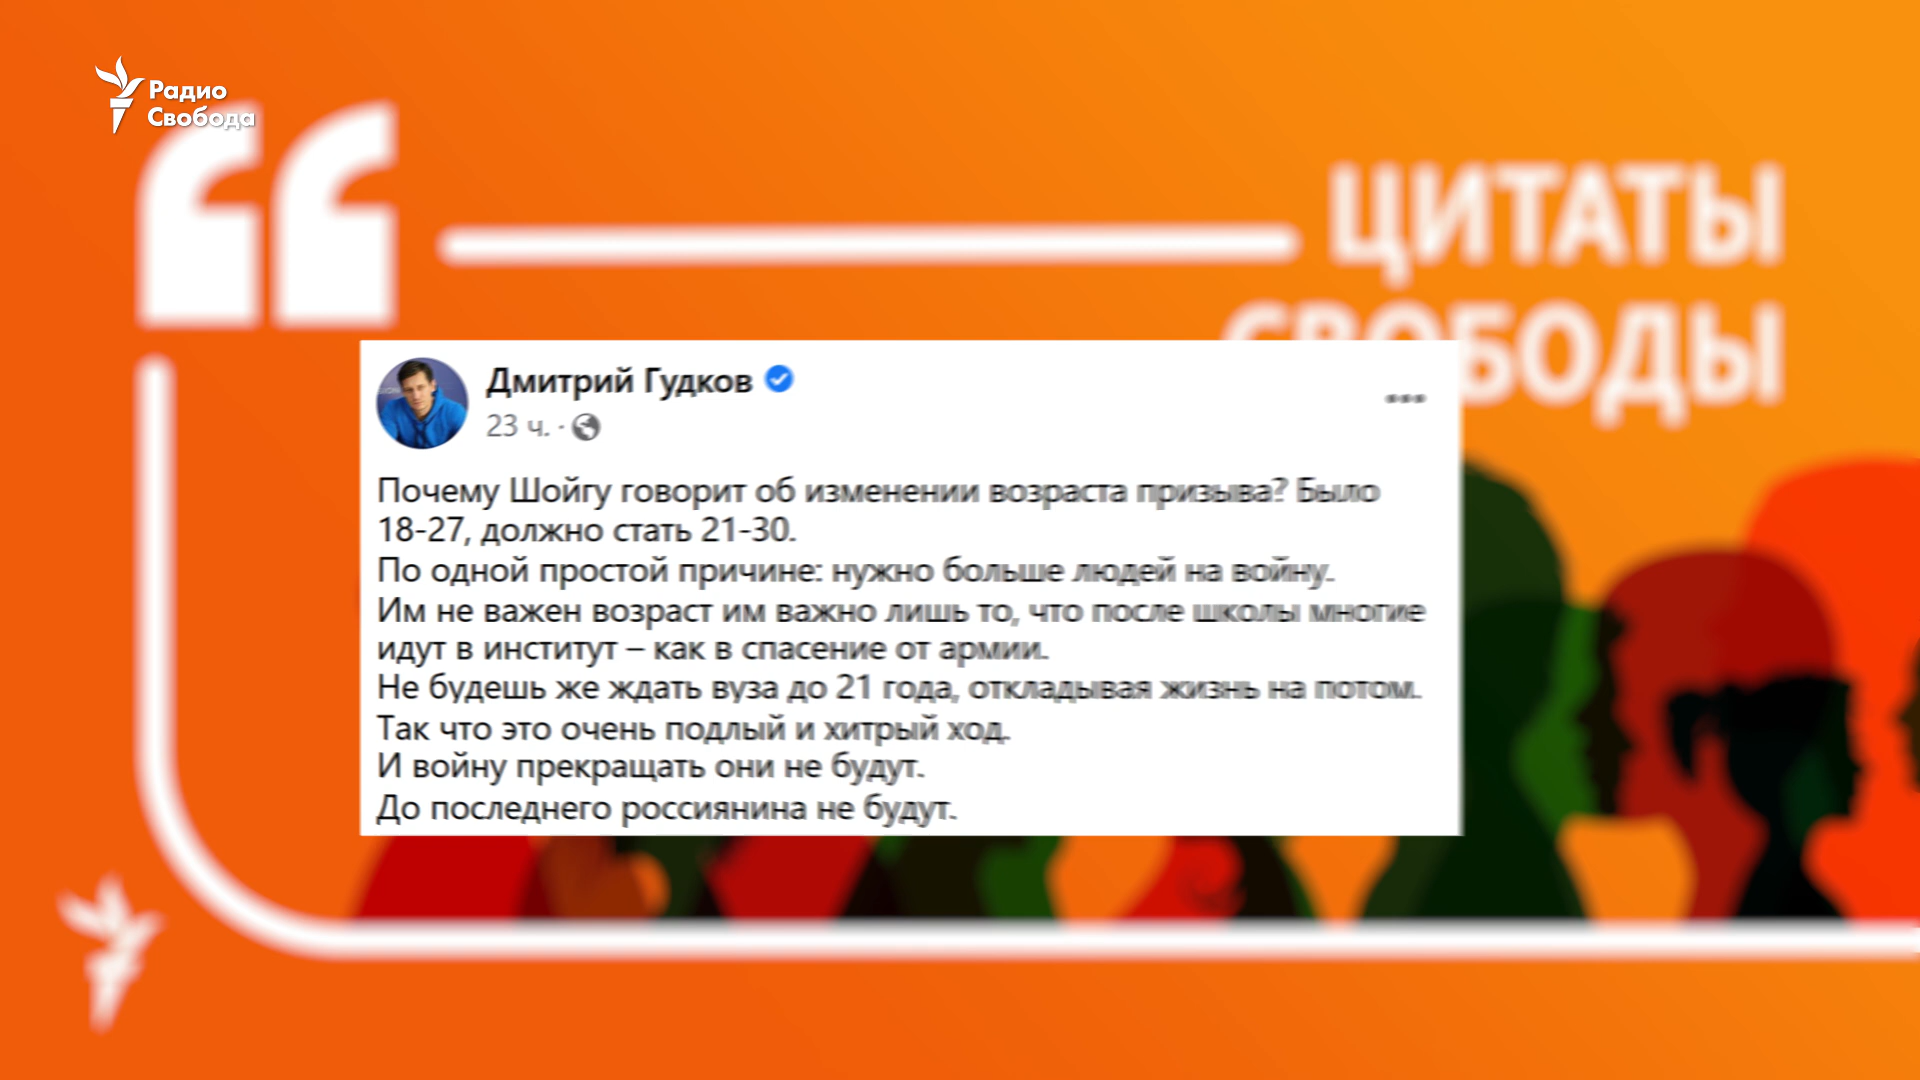 Радио
Свобода
ЦИТАТЫ
СВОБОДЫ
Дмитрий Гудков
23 ч. ·
Почему Шойгу говорит об изменении возраста призыва? Было
18-27, должно стать 21-30.
По одной простой причине: нужно больше людей на войну.
Им не важен возраст им важно лишь то, что после школы многие
идут в институт – как в спасение от армии.
Не будешь же ждать вуза до 21 года, откладывая жизнь на потом.
Так что это очень подлый и хитрый ход.
И войну прекращать они не будут.
До последнего россиянина не будут.